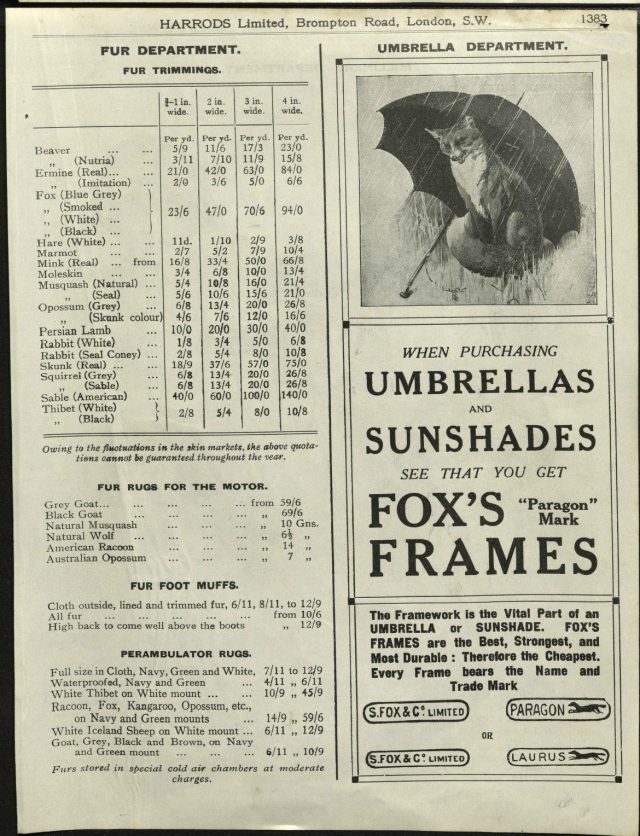 HARRODS Limited, Brompton Road, London, S.W. 1383
FUR DEPARTMENT.
FUR TRIMMINGS.
¾-1 in. wide. 2 in. wide. 3 in. wide. 4 in. wide.
Per yd. Per yd. Per yd. Per yd.
Beaver ... ... 5/9 11/6 17/3 23/0
„ (Nutria) ... 3/11 7/10 11/9 15/8
Ermine (Real)... ... 21/0 42/0 63/0 84/0
„ (Imitation) ... 2/0 3/6 5/0 6/6
Fox (Blue Grey)
„ (Smoked ...
„ (White) ... 23/6 47/0 70/6 94/0
„ (Black) ...
Hare (White) ... ... 11d. 1/10 2/9 3/8
Marmot ... ... 2/7 5/2 7/9 10/4
Mink (Real) ... from 16/8 33/4 50/0 66/8
Moleskin ... ... 3/4 6/8 10/0 13/4
Musquash (Natural) ... 5/4 10/8 16/0 21/4
„ (Seal) ... 5/6 10/6 15/6 21/0
Opossum (Grey) ... 6/8 13/4 20/0 26/8
„ (Skunk colour) 4/6 7/6 12/0 16/6
Persian Lamb ... 10/0 20/0 30/0 40/0
Rabbit (White) ... 1/8 3/4 5/0 6/8
Rabbit (Seal Coney) ... 2/8 5/4 8/0 10/8
Skunk (Real) ... ... 18/9 37/6 57/0 75/0
Squirrel (Grey) ... 6/8 13/4 20/0 26/8
„ (Sable) ... 6/8 13/4 20/0 26/8
Sable (American) ... 40/0 60/0 100/0 140/0
Thibet (White) 2/8 5/4 8/0 10/8
„ (Black)
Owing to the fluctuations in the skin markets, the above quota-
tions cannot be guaranteed throughout the year.
FUR RUGS FOR THE MOTOR.
Grey Goat... ... ... ... ... from 59/6
Black Goat ... ... ... ... „ 69/6
Natural Musquash ... ... ... „ 10 Gns.
Natural Wolf ... ... ... ... „ 6½ „
American Racoon ... ... ... „ 14 „
Australian Opossum ... ... ... „ 7 „
FUR FOOT MUFFS.
Cloth outside, lined and trimmed fur, 6/11, 8/11, to 12/9
All fur ... ... ... ... ... from 10/6
High back to come well above the boots „ 12/9
PERAMBULATOR RUGS.
Full size in Cloth, Navy, Green and White, 7/11 to 12/9
Waterproofed, Navy and Green ... 4/11 „ 6/11
White Thibet on White mount ... ... 10/9 „ 45/9
Racoon, Fox, Kangaroo, Opossum, etc.,
on Navy and Green mounts ... 14/9 „ 59/6
White Iceland Sheep on White mount ... 6/11 „ 12/9
Goat, Grey, Black and Brown, on Navy
and Green mount ... ... ... 6/11 „ 10/9
Furs stored in special cold air chambers at moderate
charges.
UMBRELLA DEPARTMENT.
WHEN PURCHASING
UMBRELLAS
AND
SUNSHADES
SEE THAT YOU GET
FOX'S "Paragon" Mark
FRAMES
The Framework is the Vital Part of an
UMBRELLA or SUNSHADE. FOX'S
FRAMES are the Best, Strongest, and
Most Durable : Therefore the Cheapest.
Every Frame bears the Name and
Trade Mark
S.FOX & Cº LIMITED PARAGON
OR
S.FOX & Cº LIMITED LAURUS